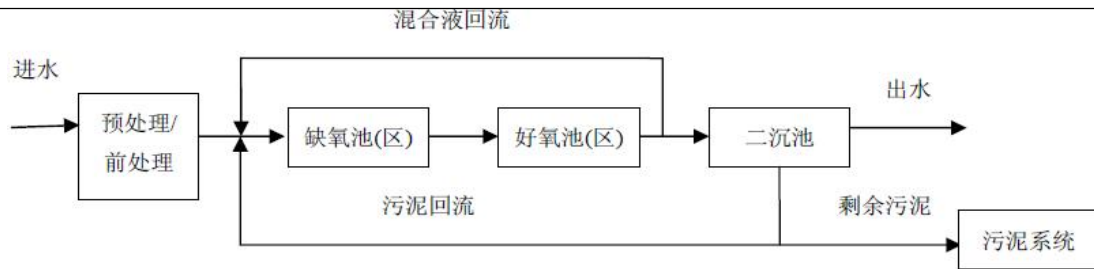 混合液回流
进水
出水
预处理/
前处理
缺氧池(区)
好氧池(区)
二沉池
污泥回流
剩余污泥
污泥系统